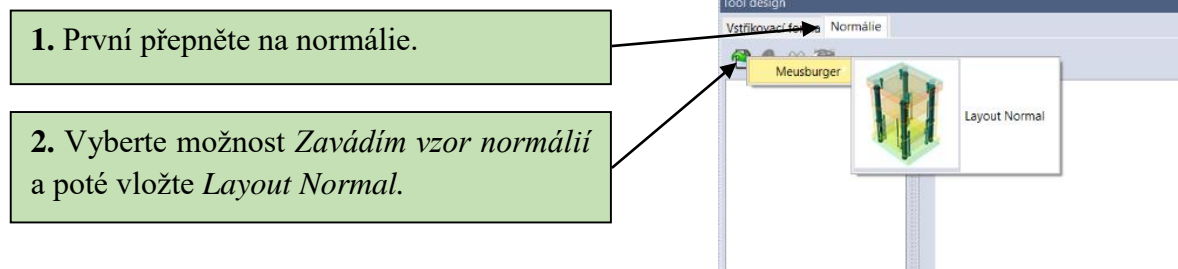 Tool design
Vstřikovací forma Normálie
1. První přepněte na normálie.
Meusburger
Layout Normal
2. Vyberte možnost Zavádím vzor normálií
a poté vložte Layout Normal.